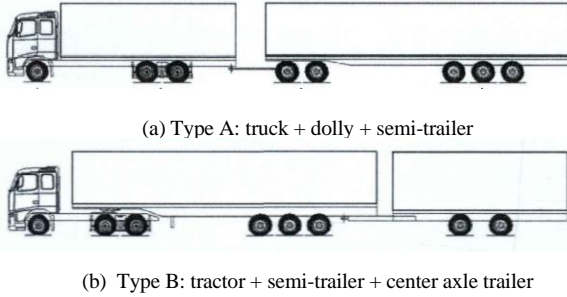 (a) Type A: truck + dolly + semi-trailer
(b) Type B: tractor + semi-trailer + center axle trailer